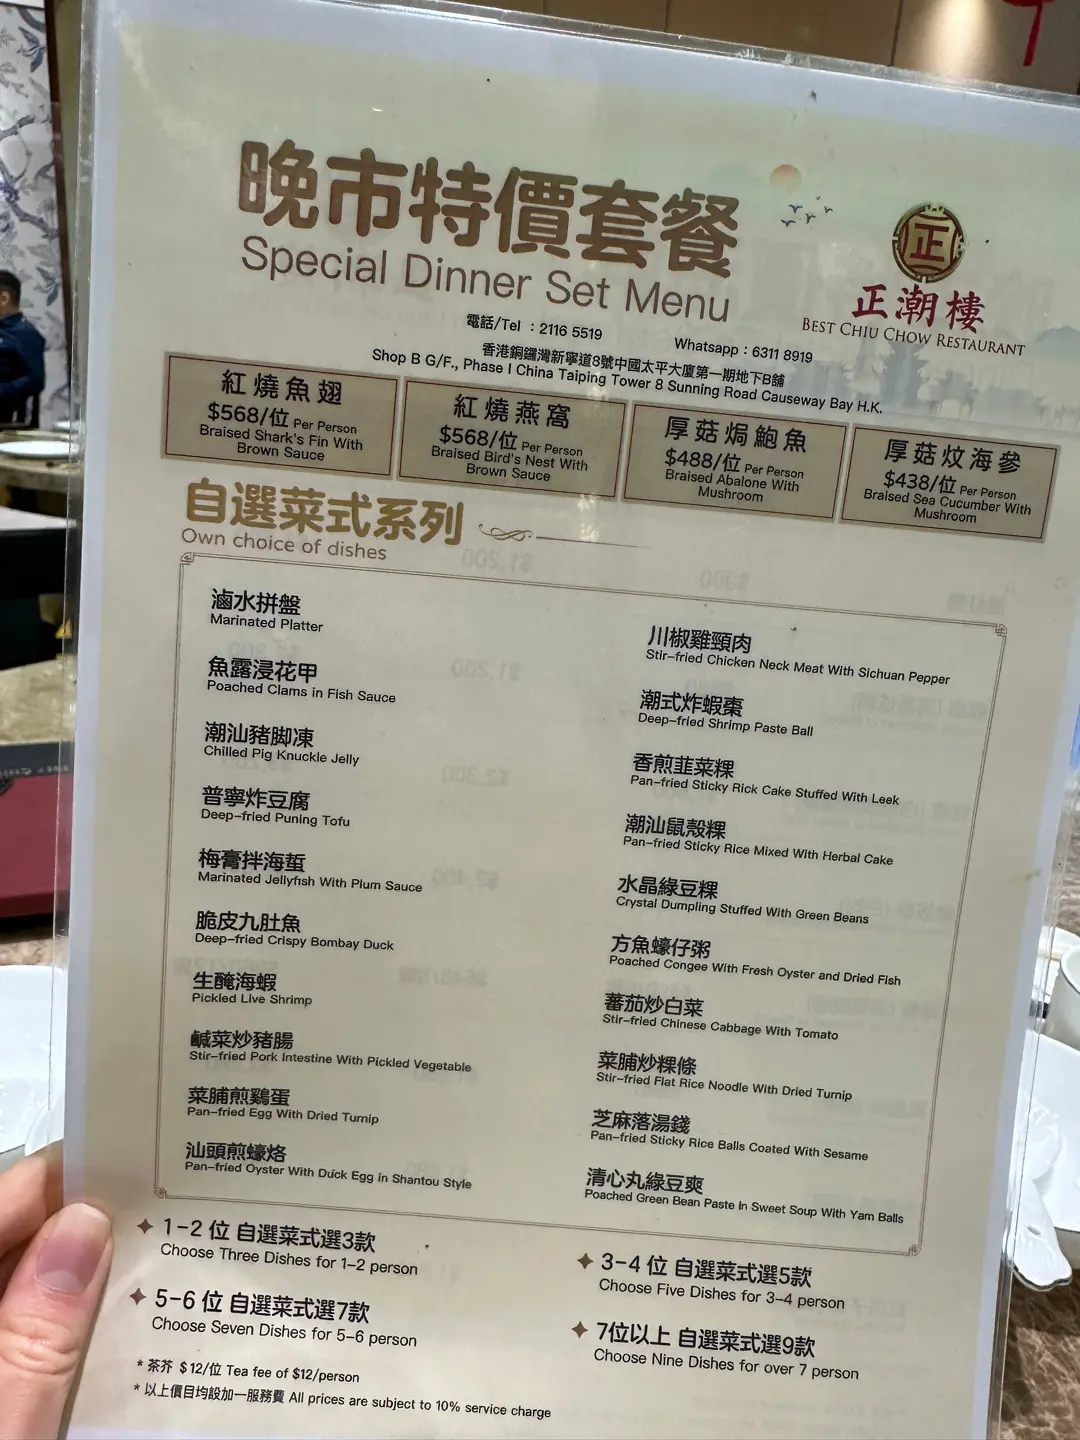 晚市特價套餐
Special Dinner Set Menu
正
正潮樓
BEST CHIU CHOW RESTAURANT
電話/Tel : 2116 5519
Whatsapp : 6311 8919
香港銅鑼灣新寧道8號中國太平大廈第一期地下B舖
Shop B G/F., Phase I China Taiping Tower 8 Sunning Road Causeway Bay H.K.
紅燒魚翅
$568/位 Per Person
Braised Shark's Fin With
Brown Sauce
紅燒燕窩
$568/位 Per Person
Braised Bird's Nest With
Brown Sauce
厚菇焗鮑魚
$488/位 Per Person
Braised Abalone With
Mushroom
厚菇炆海參
$438/位 Per Person
Braised Sea Cucumber With
Mushroom
自選菜式系列
Own choice of dishes
滷水拼盤
Marinated Platter
魚露浸花甲
Poached Clams in Fish Sauce
潮汕豬脚凍
Chilled Pig Knuckle Jelly
普寧炸豆腐
Deep-fried Puning Tofu
梅膏拌海蜇
Marinated Jellyfish With Plum Sauce
脆皮九肚魚
Deep-fried Crispy Bombay Duck
生醃海蝦
Pickled Live Shrimp
鹹菜炒豬腸
Stir-fried Pork Intestine With Pickled Vegetable
菜脯煎鷄蛋
Pan-fried Egg With Dried Turnip
汕頭煎蠔烙
Pan-fried Oyster With Duck Egg in Shantou Style
川椒雞頸肉
Stir-fried Chicken Neck Meat With Sichuan Pepper
潮式炸蝦棗
Deep-fried Shrimp Paste Ball
香煎韮菜粿
Pan-fried Sticky Rick Cake Stuffed With Leek
潮汕鼠殼粿
Pan-fried Sticky Rice Mixed With Herbal Cake
水晶綠豆粿
Crystal Dumpling Stuffed With Green Beans
方魚蠔仔粥
Poached Congee With Fresh Oyster and Dried Fish
蕃茄炒白菜
Stir-fried Chinese Cabbage With Tomato
菜脯炒粿條
Stir-fried Flat Rice Noodle With Dried Turnip
芝麻落湯錢
Pan-fried Sticky Rice Balls Coated With Sesame
清心丸綠豆爽
Poached Green Bean Paste In Sweet Soup With Yam Balls
1-2 位 自選菜式選3款
Choose Three Dishes for 1-2 person
3-4 位 自選菜式選5款
Choose Five Dishes for 3-4 person
5-6 位 自選菜式選7款
Choose Seven Dishes for 5-6 person
7位以上 自選菜式選9款
Choose Nine Dishes for over 7 person
* 茶芥 $12/位 Tea fee of $12/person
* 以上價目均設加一服務費 All prices are subject to 10% service charge